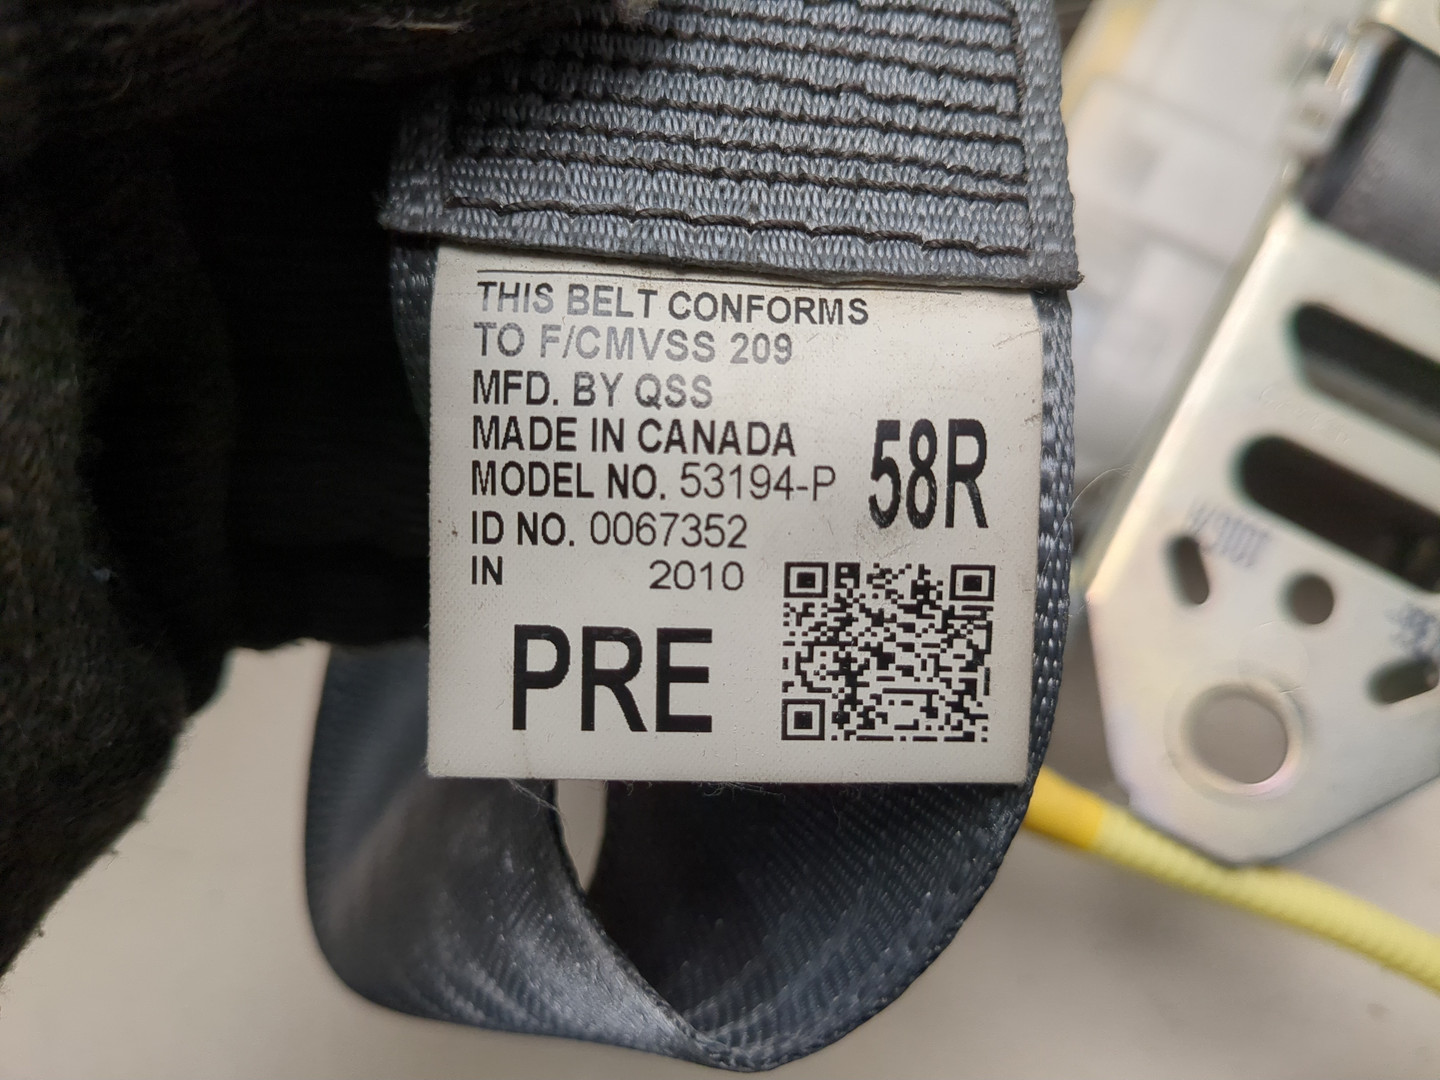 THIS BELT CONFORMS
TO F/CMVSS 209
MFD. BY QSS
MADE IN CANADA
MODEL NO. 53194-P
58R
ID NO. 0067352
IN 2010
PRE